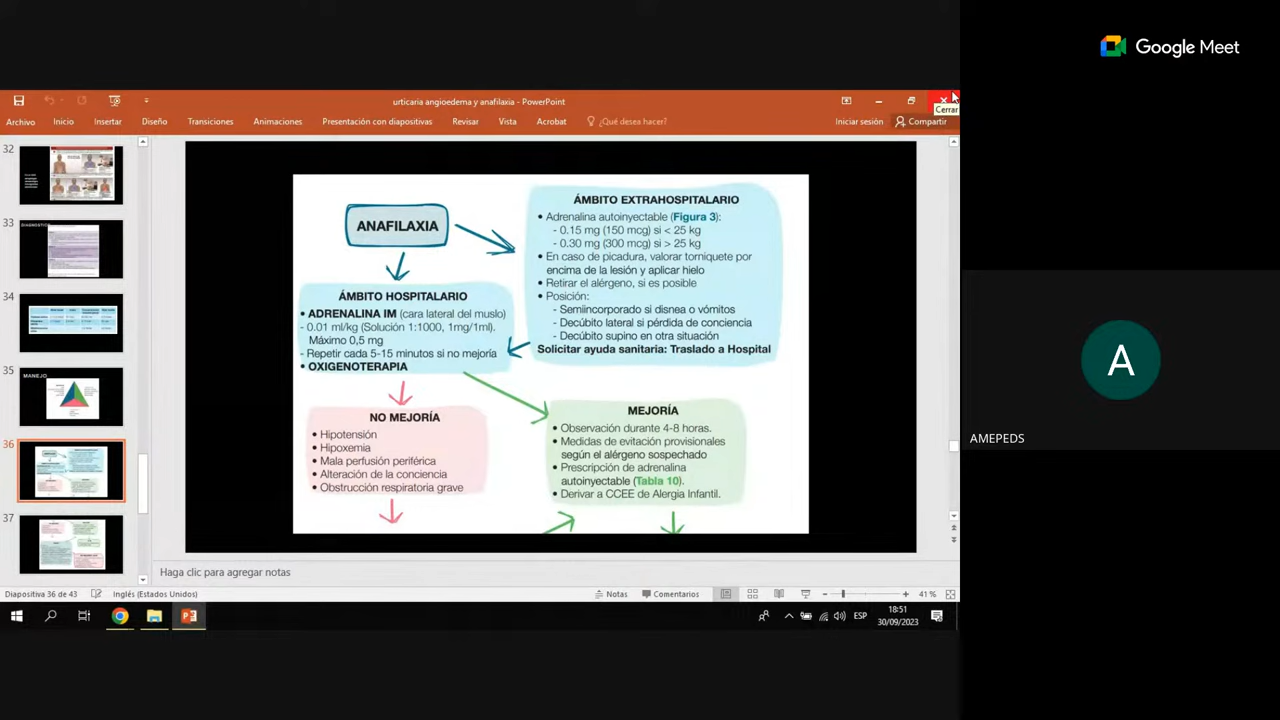 Google Meet
urticaria angioedema y anafilaxia - PowerPoint
Cerrar
Archivo Inicio Insertar Diseño Transiciones Animaciones Presentación con diapositivas Revisar Vista Acrobat ¿Qué desea hacer? Iniciar sesión Compartir
32
33
34
35
MANEJO
36
37
ANAFILAXIA
ÁMBITO EXTRAHOSPITALARIO
• Adrenalina autoinyectable (Figura 3):
- 0.15 mg (150 mcg) si < 25 kg
- 0.30 mg (300 mcg) si > 25 kg
• En caso de picadura, valorar torniquete por
encima de la lesión y aplicar hielo
• Retirar el alérgeno, si es posible
• Posición:
- Semiincorporado si disnea o vómitos
- Decúbito lateral si pérdida de conciencia
- Decúbito supino en otra situación
Solicitar ayuda sanitaria: Traslado a Hospital
ÁMBITO HOSPITALARIO
• ADRENALINA IM (cara lateral del muslo)
- 0.01 ml/kg (Solución 1:1000, 1mg/1ml).
Máximo 0,5 mg
- Repetir cada 5-15 minutos si no mejoría
• OXIGENOTERAPIA
NO MEJORÍA
• Hipotensión
• Hipoxemia
• Mala perfusión periférica
• Alteración de la conciencia
• Obstrucción respiratoria grave
MEJORÍA
• Observación durante 4-8 horas.
• Medidas de evitación provisionales
según el alérgeno sospechado
• Prescripción de adrenalina
autoinyectable (Tabla 10).
• Derivar a CCEE de Alergia Infantil.
A
AMEPEDS
Haga clic para agregar notas
Diapositiva 36 de 43 Inglés (Estados Unidos) Notas Comentarios 41 %
ESP
18:51
30/09/2023